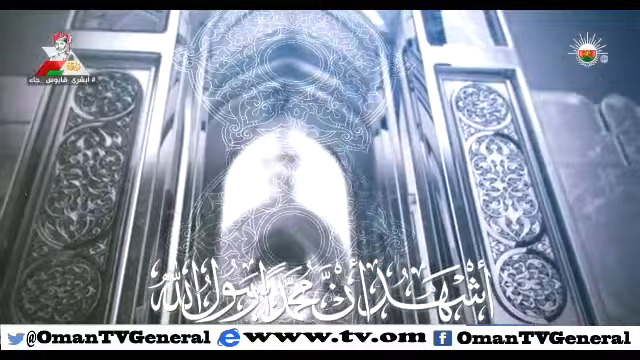 # أبشري قابوس جاء
أشهد أن محمدا رسول الله
@OmanTVGeneral www.tv.om OmanTVGeneral